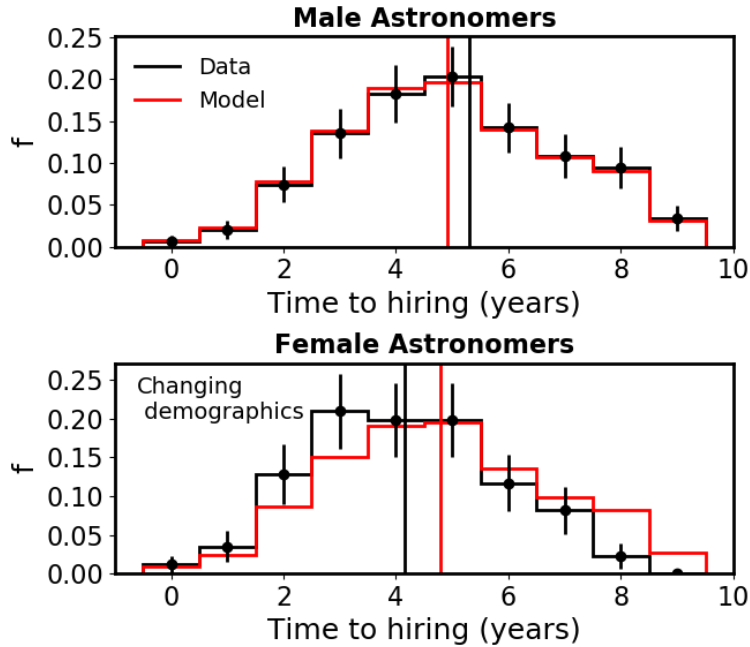 Male Astronomers
0.25
0.20
0.15
0.10
0.05
0.00
f
Data
Model
0 2 4 6 8 10
Time to hiring (years)
Female Astronomers
0.25
0.20
0.15
0.10
0.05
0.00
f
Changing
demographics
0 2 4 6 8 10
Time to hiring (years)